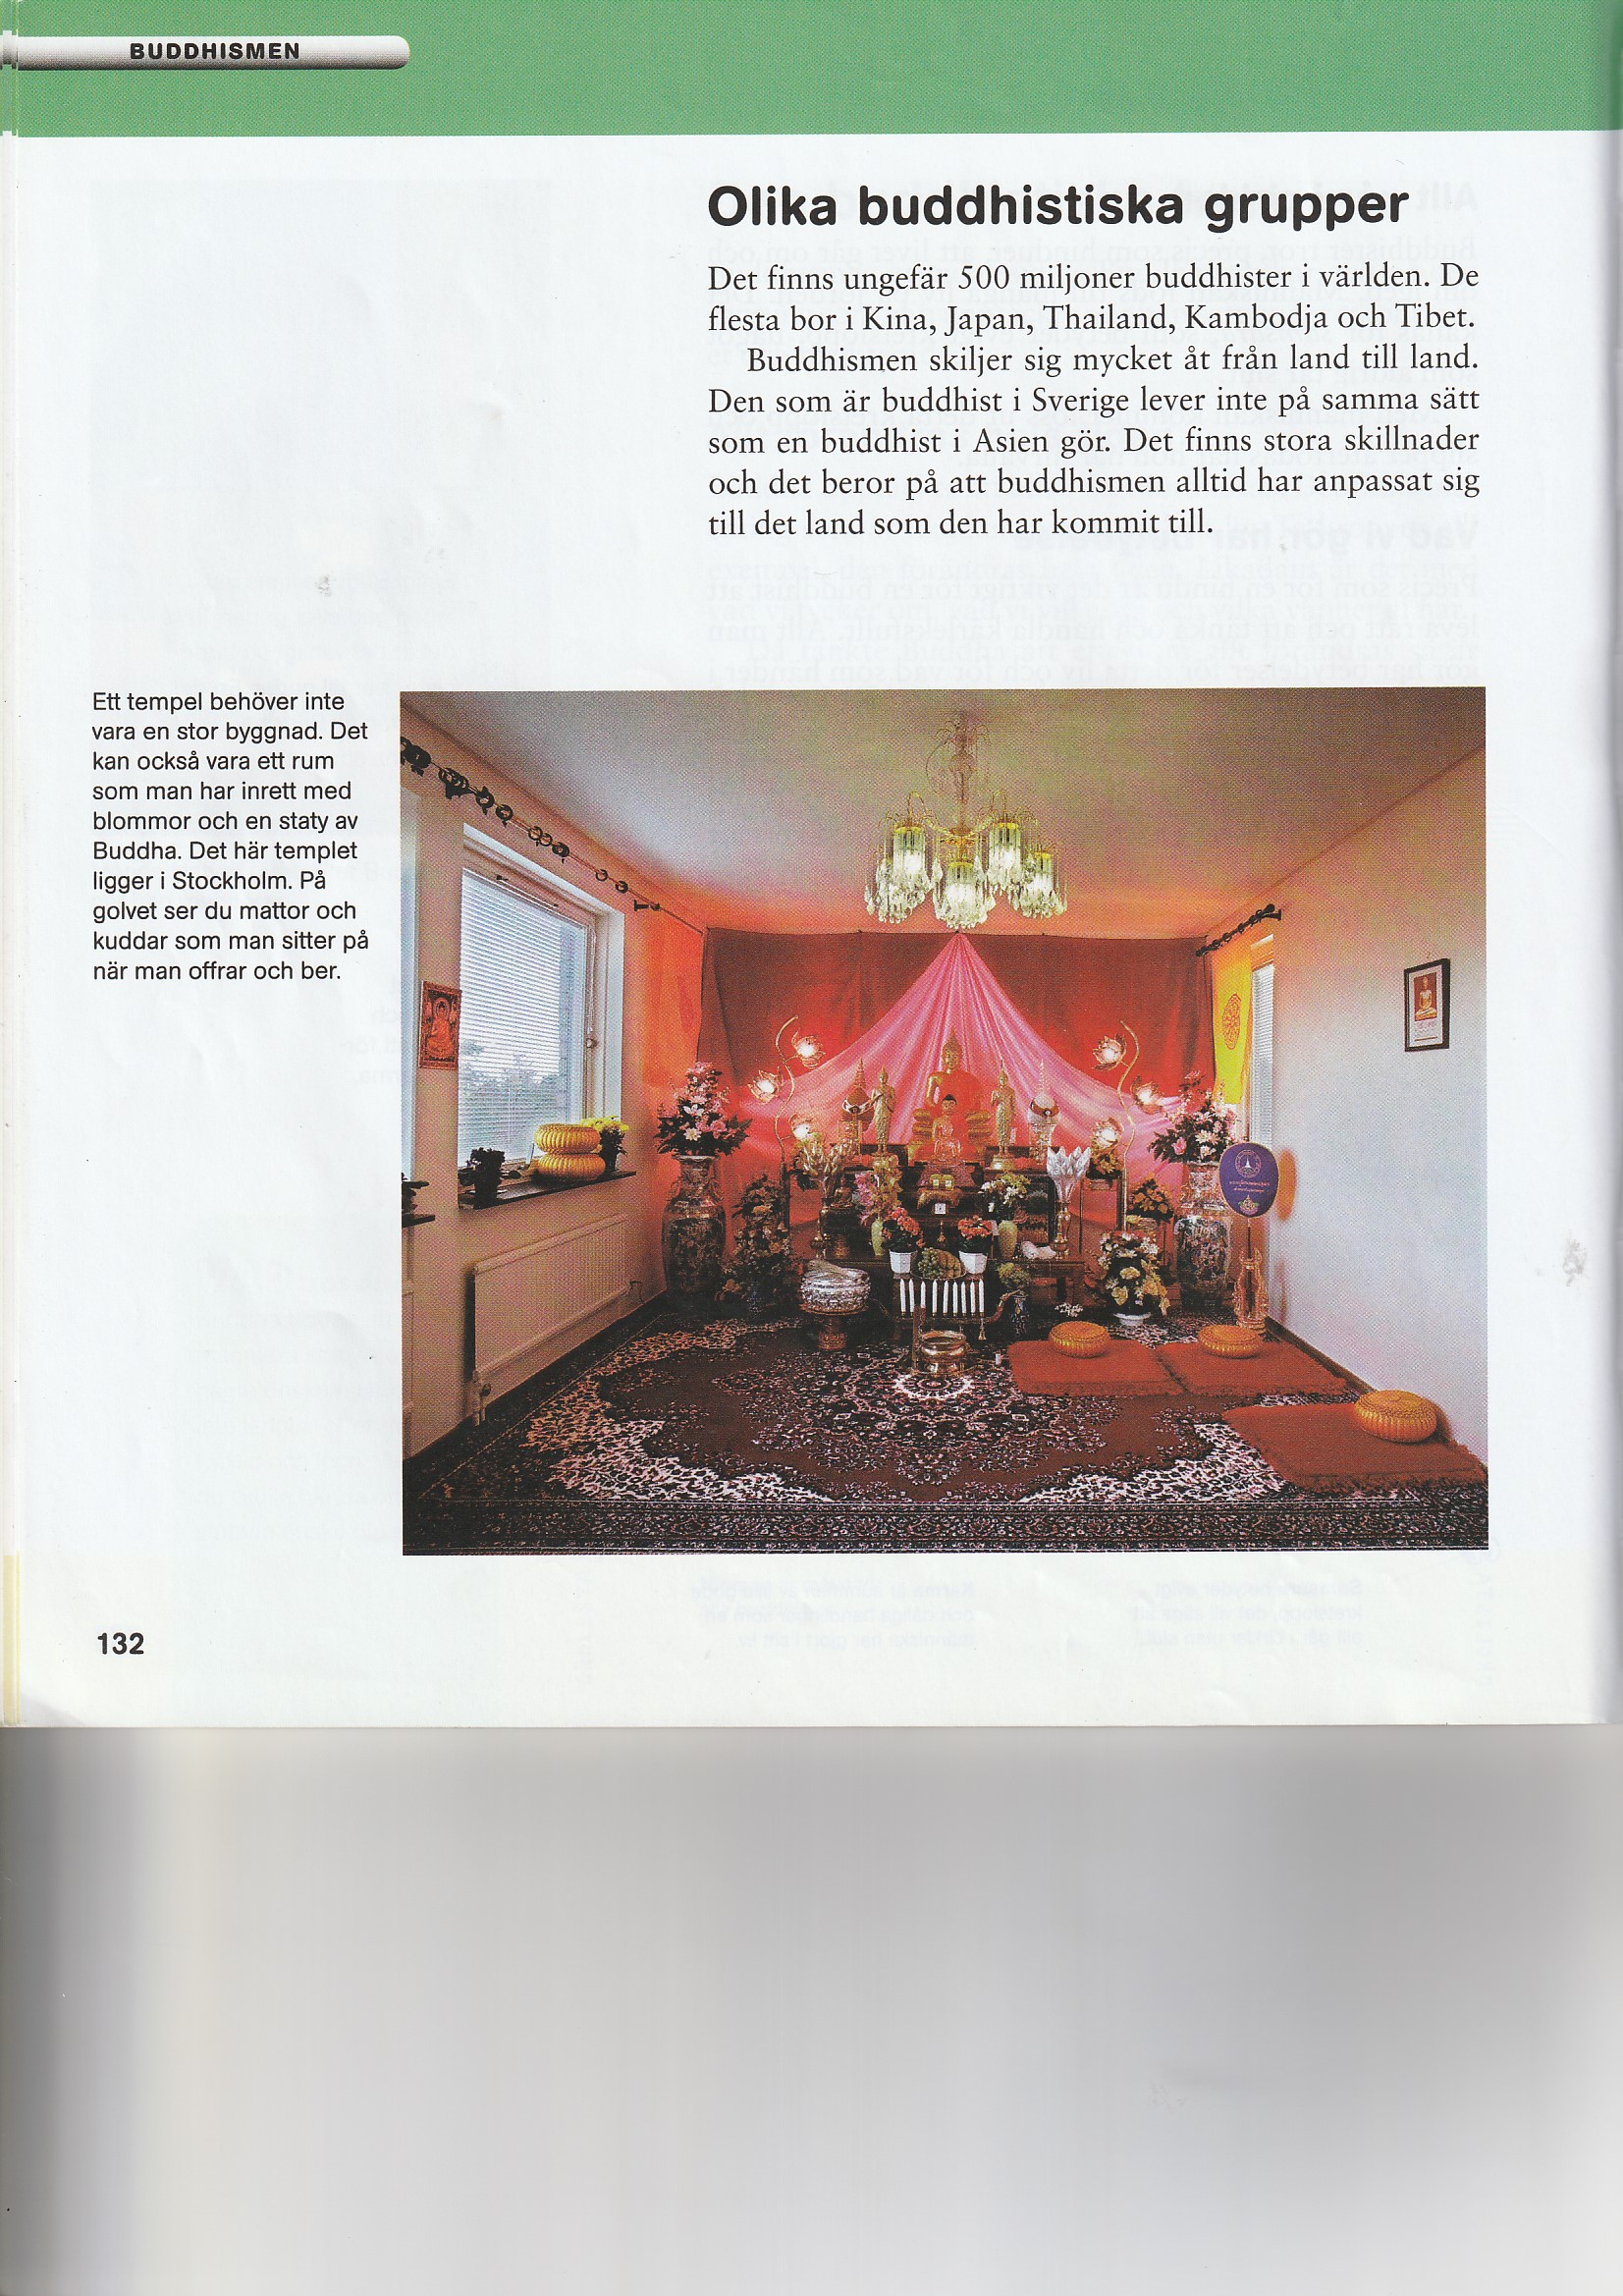 BUDDHISMEN
Olika buddhistiska grupper
Det finns ungefär 500 miljoner buddhister i världen. De
flesta bor i Kina, Japan, Thailand, Kambodja och Tibet.
Buddhismen skiljer sig mycket åt från land till land.
Den som är buddhist i Sverige lever inte på samma sätt
som en buddhist i Asien gör. Det finns stora skillnader
och det beror på att buddhismen alltid har anpassat sig
till det land som den har kommit till.
Ett tempel behöver inte
vara en stor byggnad. Det
kan också vara ett rum
som man har inrett med
blommor och en staty av
Buddha. Det här templet
ligger i Stockholm. På
golvet ser du mattor och
kuddar som man sitter på
när man offrar och ber.
132